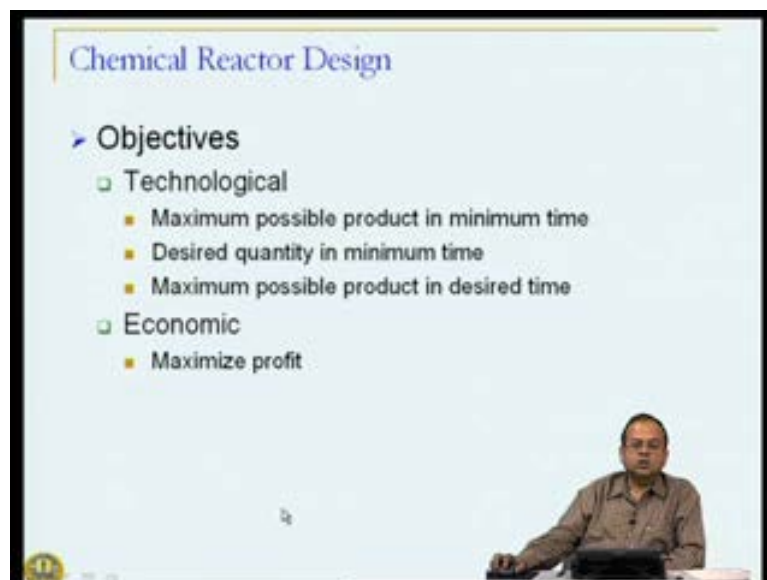 Chemical Reactor Design
Objectives
Technological
Maximum possible product in minimum time
Desired quantity in minimum time
Maximum possible product in desired time
Economic
Maximize profit